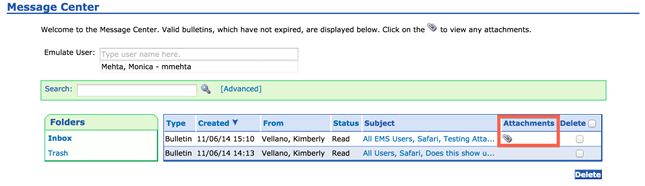 Message Center
Welcome to the Message Center. Valid bulletins, which have not expired, are displayed below. Click on the to view any attachments.
Emulate User: Type user name here.
Mehta, Monica - mmehta
Search: [Advanced]
Folders
Inbox
Trash
Type Created From Status Subject Attachments Delete
Bulletin 11/06/14 15:10 Vellano, Kimberly Read All EMS Users, Safari, Testing Atta...
Bulletin 11/06/14 14:13 Vellano, Kimberly Read All Users, Safari, Does this show u...
Delete